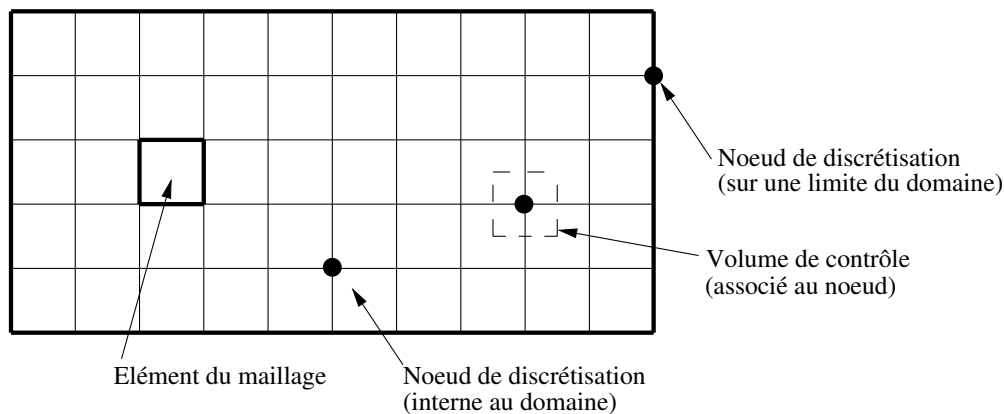 Noeud de discrétisation
(sur une limite du domaine)
Volume de contrôle
(associé au noeud)
Elément du maillage
Noeud de discrétisation
(interne au domaine)